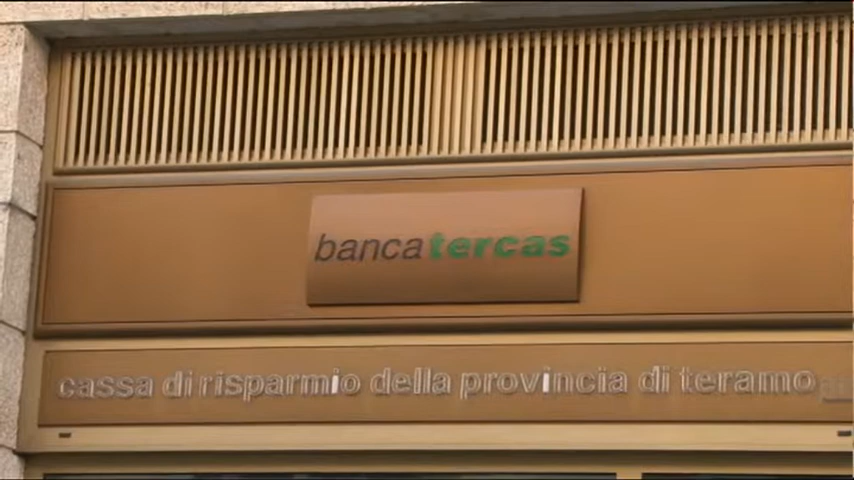 bancatercas
cassa di risparmio della provincia di teramo